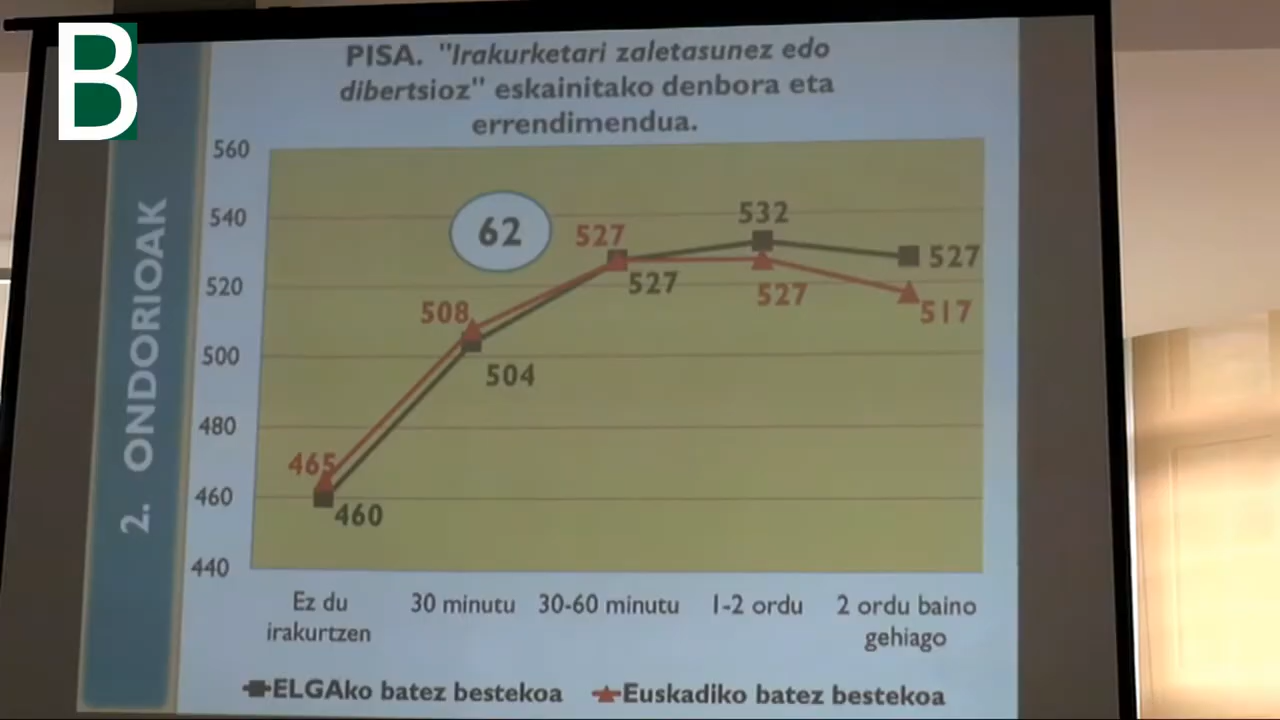 B
PISA. "Irakurketari zaletasunez edo
dibertsioz" eskainitako denbora eta
errendimendua.
2. ONDORIOAK
560
540
520
500
480
460
440
62
465
460
508
504
527
527
532
527
527
517
Ez du
irakurtzen
30 minutu
30-60 minutu
1-2 ordu
2 ordu baino
gehiago
ELGAko batez bestekoa
Euskadiko batez bestekoa